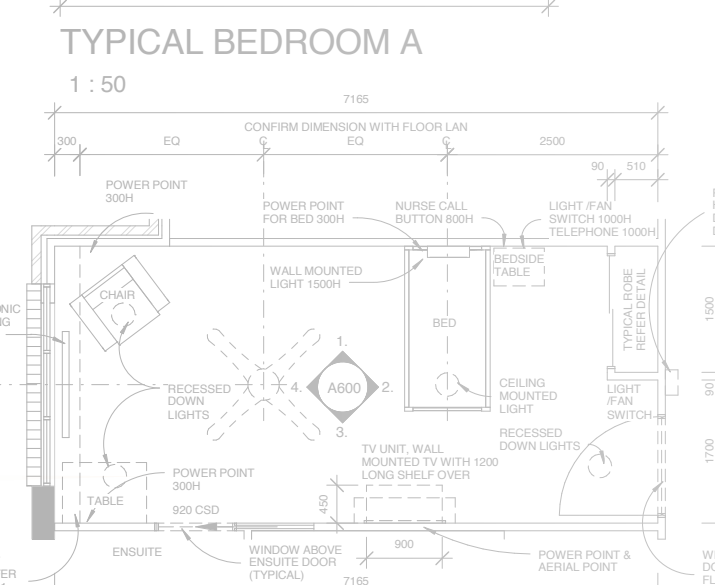 TYPICAL BEDROOM A
1 : 50
7165
CONFIRM DIMENSION WITH FLOOR LAN
300
EQ
C
EQ
C
2500
90
510
POWER POINT
300H
POWER POINT
FOR BED 300H
NURSE CALL
BUTTON 800H
LIGHT /FAN
SWITCH 1000H
TELEPHONE 1000H
WALL MOUNTED
LIGHT 1500H
BEDSIDE
TABLE
CHAIR
BED
TYPICAL ROBE
REFER DETAIL
1500
1.
4.
A600
2.
3.
RECESSED
DOWN
LIGHTS
CEILING
MOUNTED
LIGHT
LIGHT
/FAN
SWITCH
90
RECESSED
DOWN LIGHTS
1700
TV UNIT, WALL
MOUNTED TV WITH 1200
LONG SHELF OVER
POWER POINT
300H
TABLE
920 CSD
450
900
ENSUITE
WINDOW ABOVE
ENSUITE DOOR
(TYPICAL)
POWER POINT &
AERIAL POINT
7165